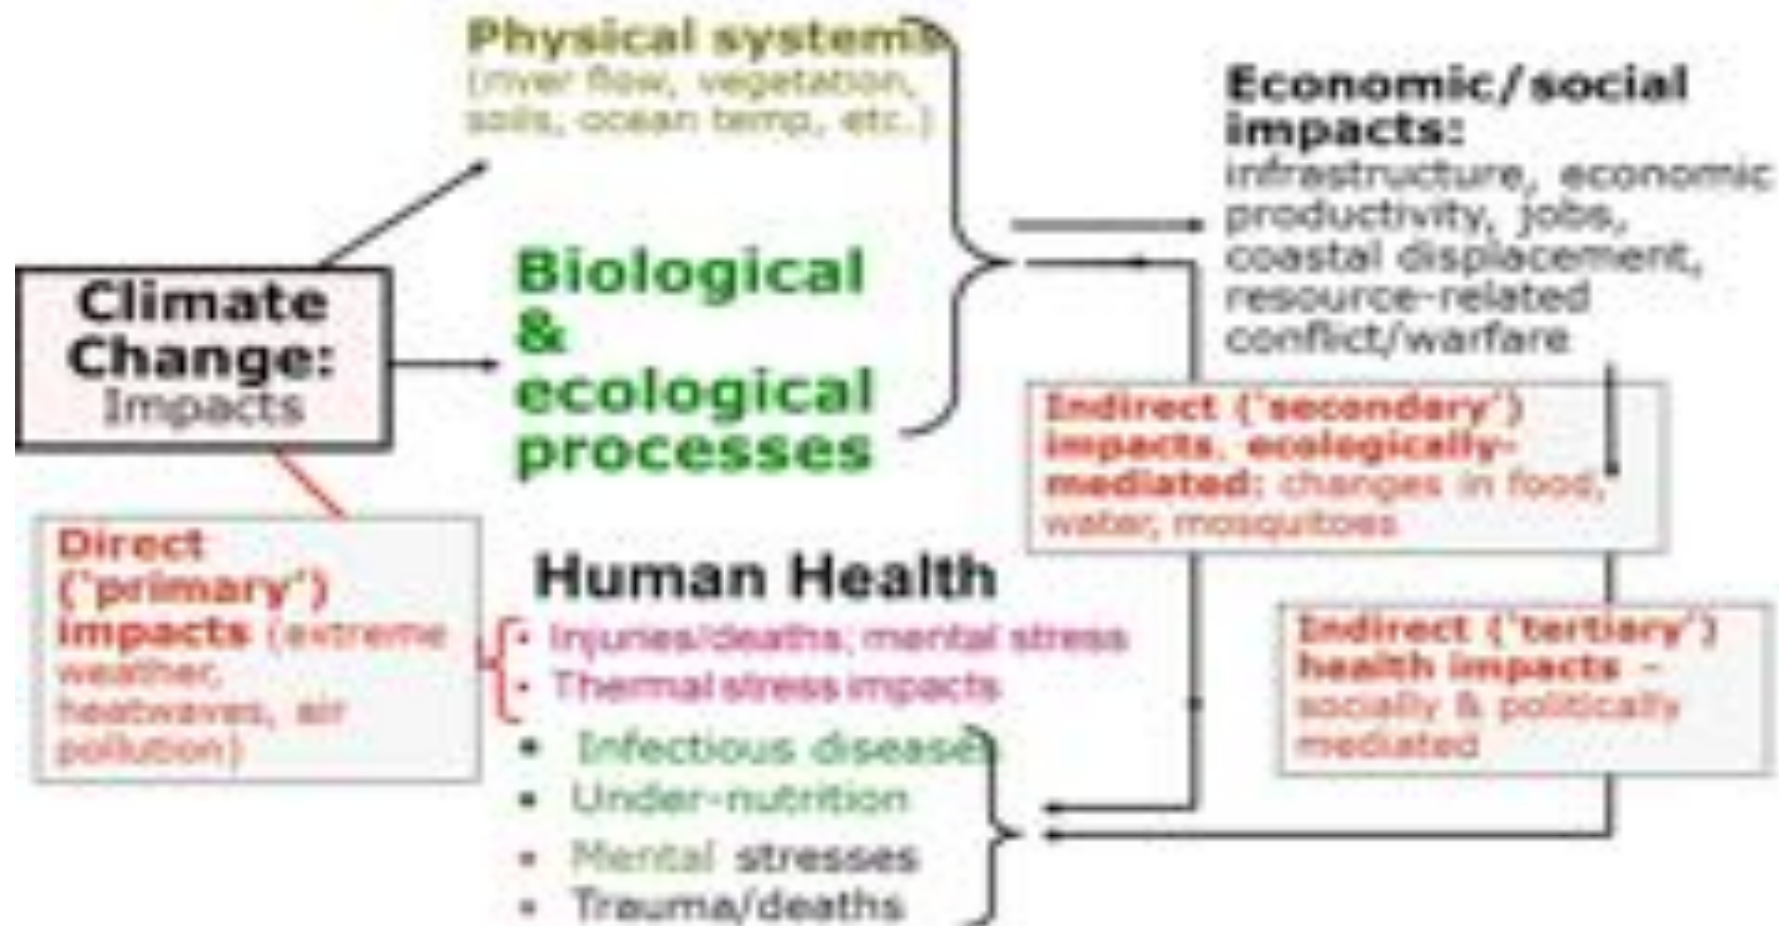 Physical systems
(river flow, vegetation,
soils, ocean temp, etc.)
Economic/social
impacts:
infrastructure, economic
productivity, jobs,
coastal displacement,
resource-related
conflict/warfare
Climate
Change:
Impacts
Biological
&
ecological
processes
Indirect ('secondary')
impacts. ecologically-
mediated: changes in food,
water, mosquitoes
Direct
('primary')
impacts (extreme
weather,
heatwaves, air
pollution)
Human Health
• Injuries/deaths; mental stress
• Thermal stress impacts
• Infectious diseases
• Under-nutrition
• Mental stresses
• Trauma/deaths
Indirect ('tertiary')
health impacts –
socially & politically
mediated